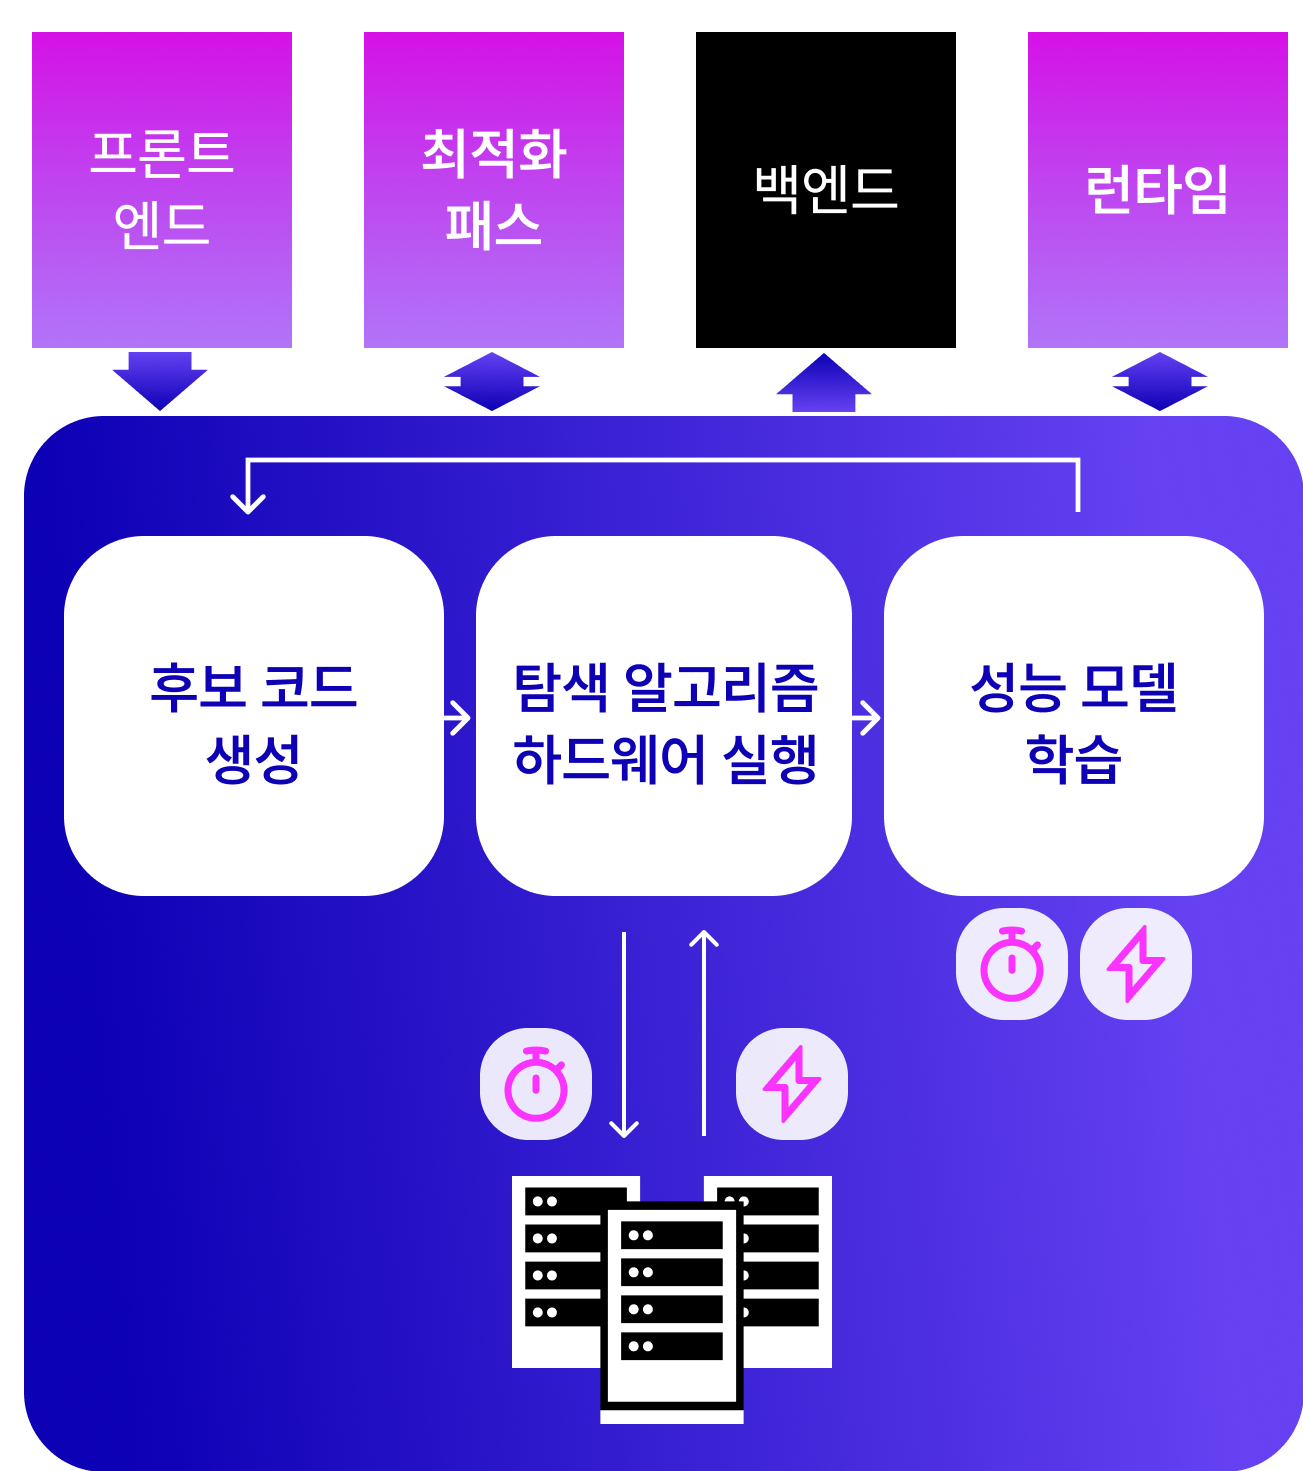 프론트
엔드
최적화
패스
백엔드
런타임
후보 코드
생성
탐색 알고리즘
하드웨어 실행
성능 모델
학습